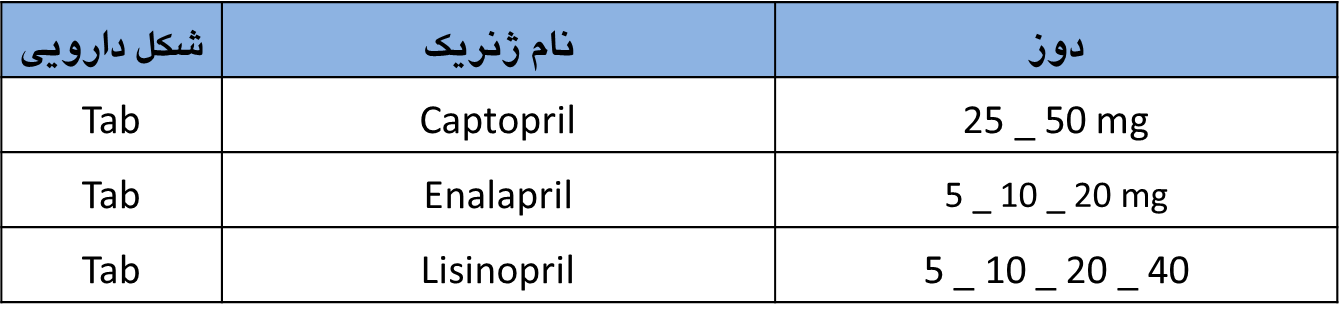 شکل دارویی نام ژنریک دوز
Tab Captopril 25 _ 50 mg
Tab Enalapril 5 _ 10 _ 20 mg
Tab Lisinopril 5 _ 10 _ 20 _ 40